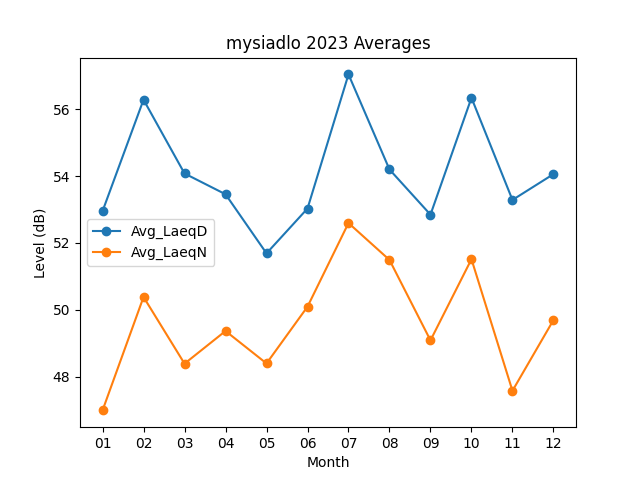 mysiadlo 2023 Averages
56
54
52
50
48
Level (dB)
Avg_LaeqD
Avg_LaeqN
01 02 03 04 05 06 07 08 09 10 11 12
Month